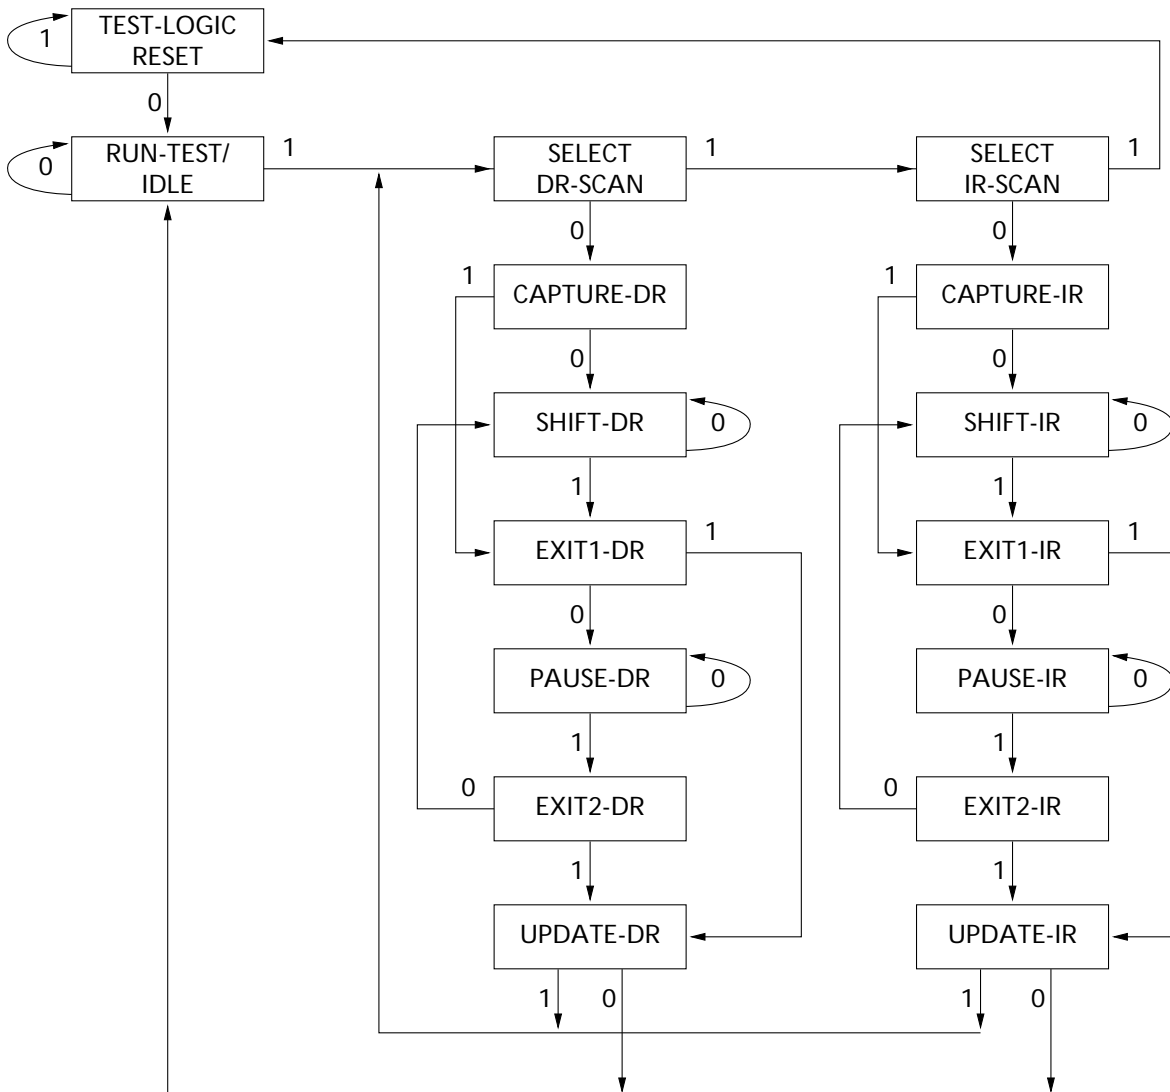 TEST-LOGIC
RESET
1
0
RUN-TEST/
IDLE
0
1
SELECT
DR-SCAN
1
SELECT
IR-SCAN
1
0
0
1
CAPTURE-DR
1
CAPTURE-IR
0
0
SHIFT-DR
0
SHIFT-IR
0
1
1
EXIT1-DR
1
EXIT1-IR
1
0
0
PAUSE-DR
0
PAUSE-IR
0
1
1
0
EXIT2-DR
0
EXIT2-IR
1
1
UPDATE-DR
UPDATE-IR
1
0
1
0